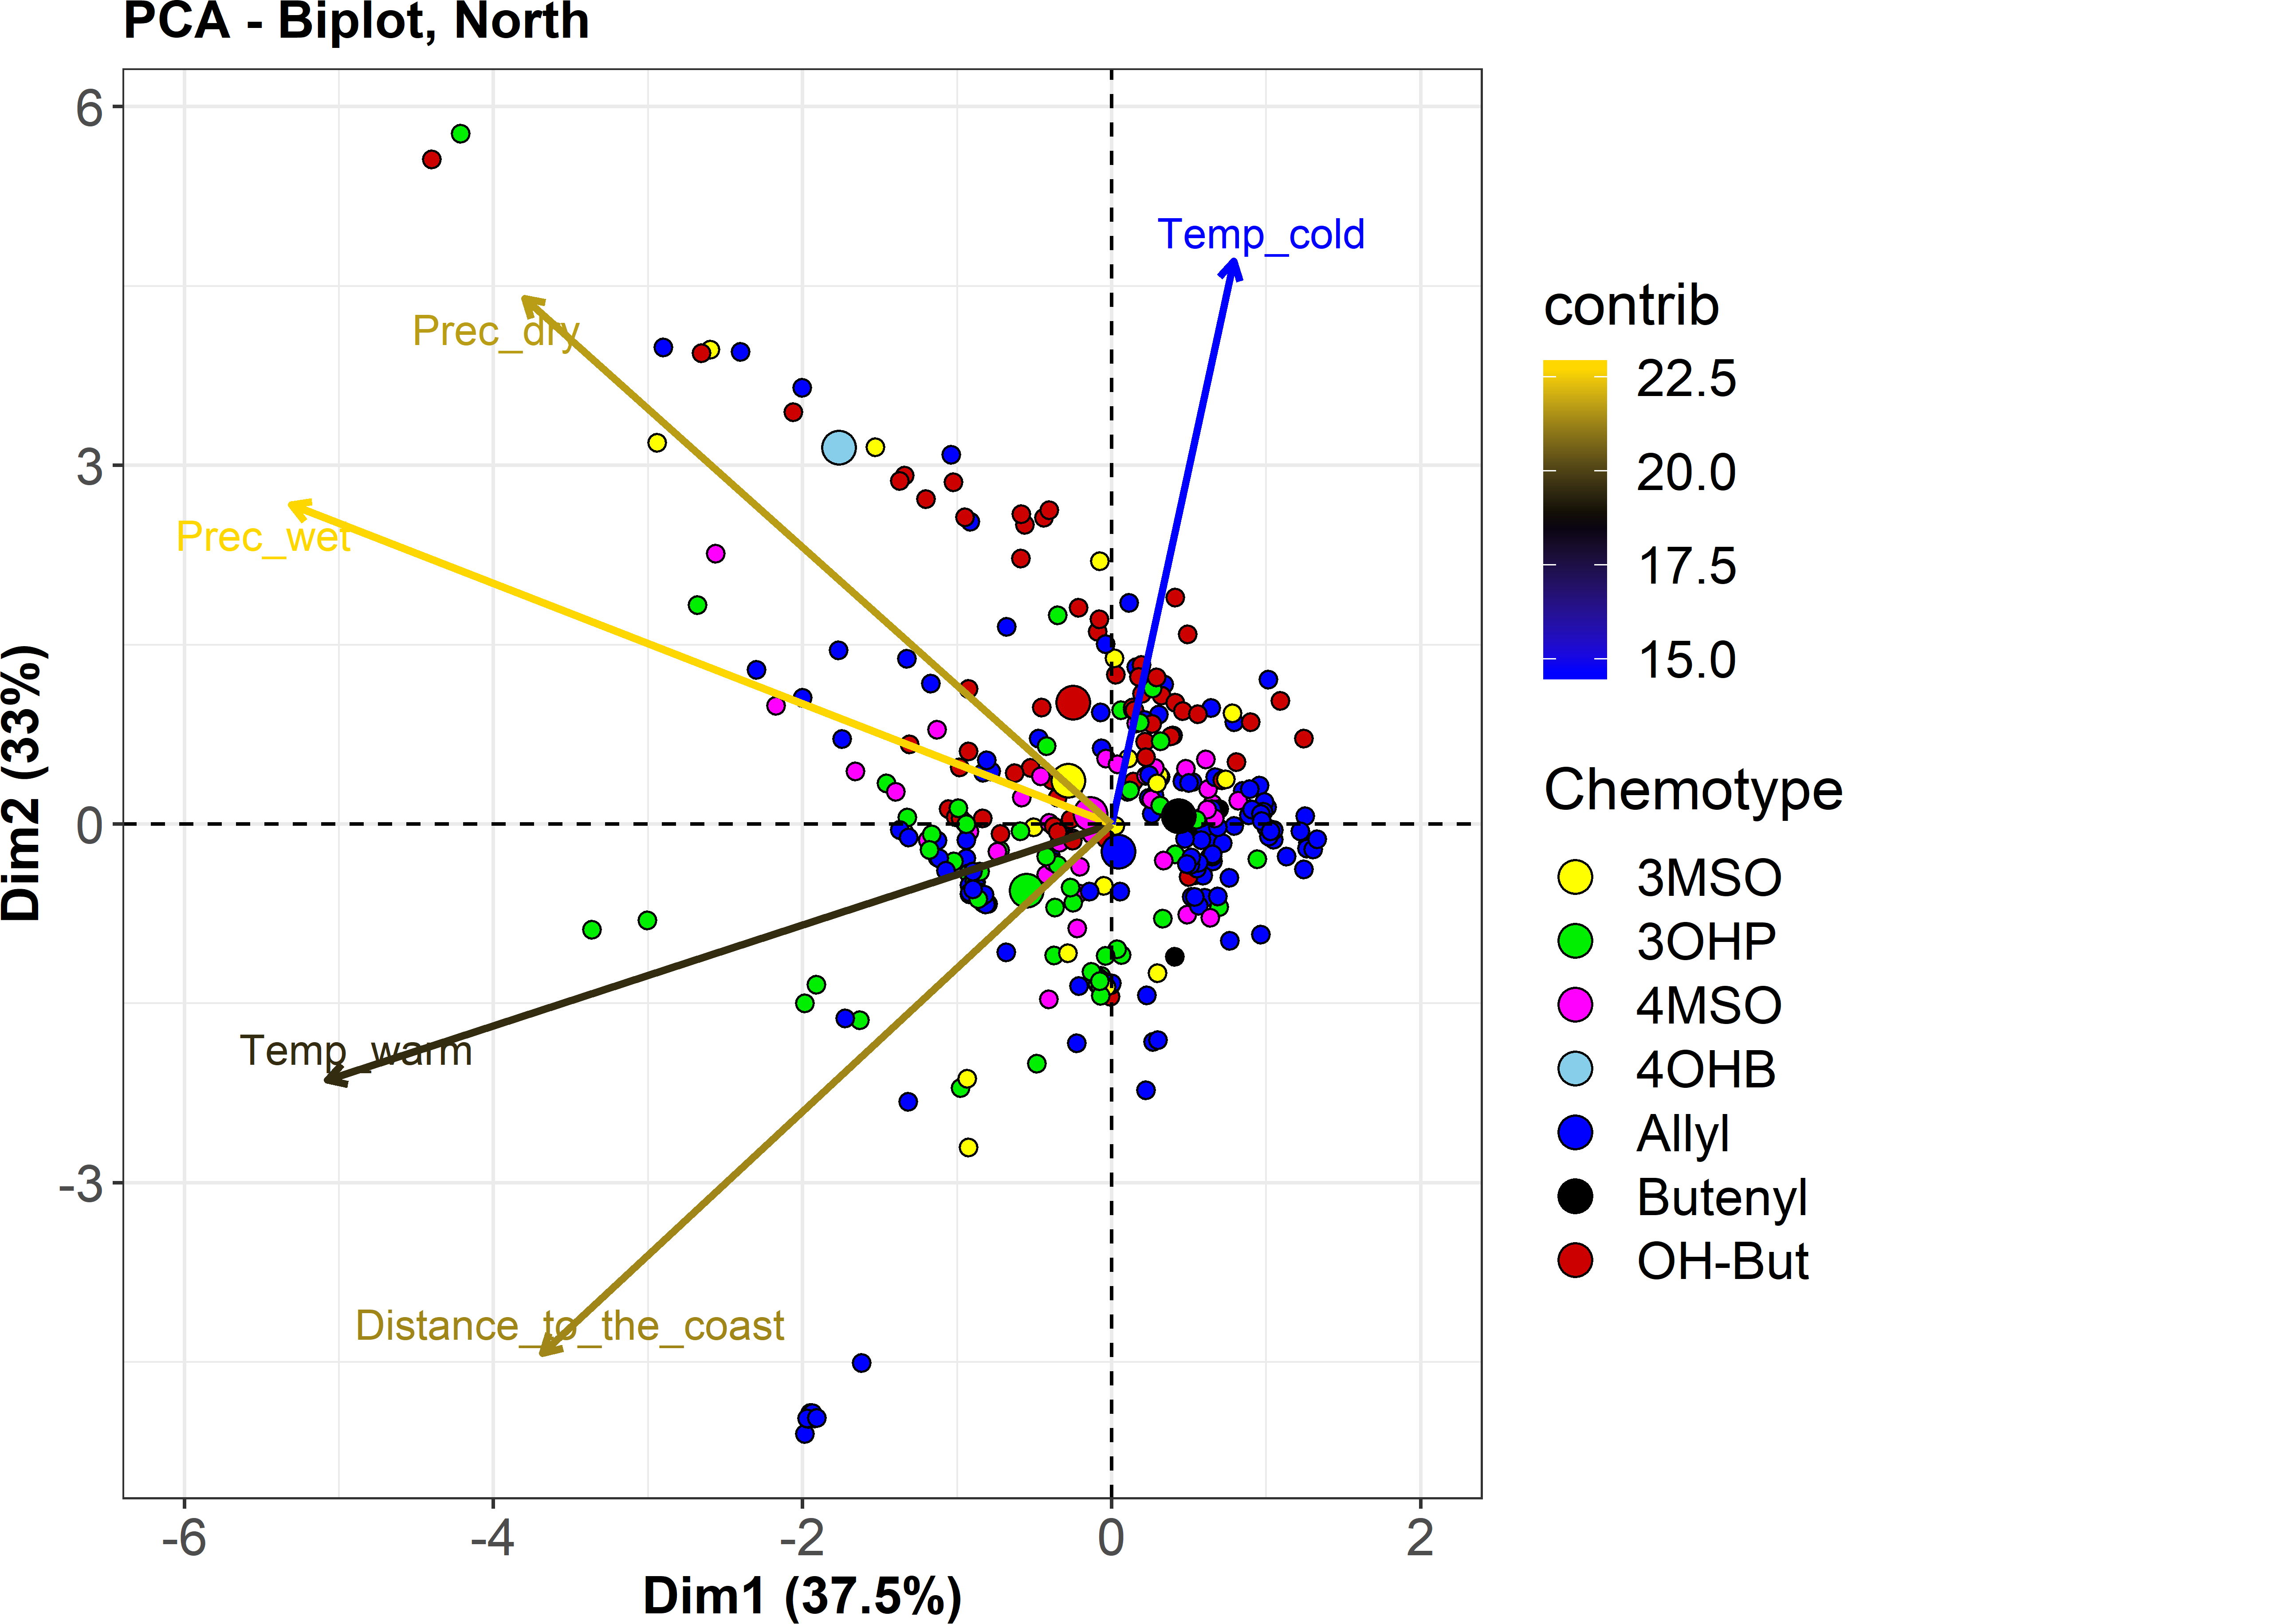 PCA - Biplot, North
6
3
0
-3
Dim2 (33%)
-6
-4
-2
0
2
Dim1 (37.5%)
Temp_cold
Prec_dry
Prec_wet
Temp_warm
Distance_to_the_coast
contrib
22.5
20.0
17.5
15.0
Chemotype
3MSO
3OHP
4MSO
4OHB
Allyl
Butenyl
OH-But